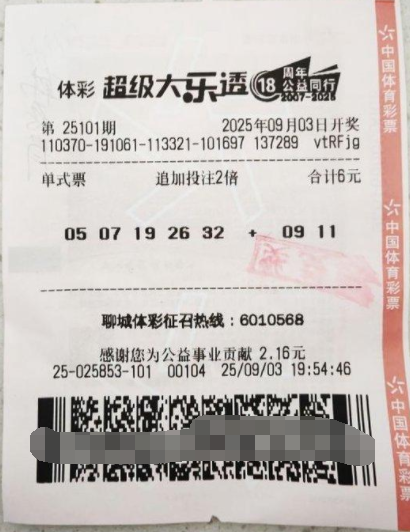 体彩 超级大乐透 18 周年公益同行 2007-2025
第 25101期 2025年09月03日开奖
110370-191061-113321-101697 137289 vtRFjg
单式票 追加投注2倍 合计6元
05 07 19 26 32 + 09 11
聊城体彩征召热线：6010568
感谢您为公益事业贡献 2.16元
25-025853-101 00104 25/09/03 19:54:46
中国体育彩票
中国体育彩票
中国体育彩票